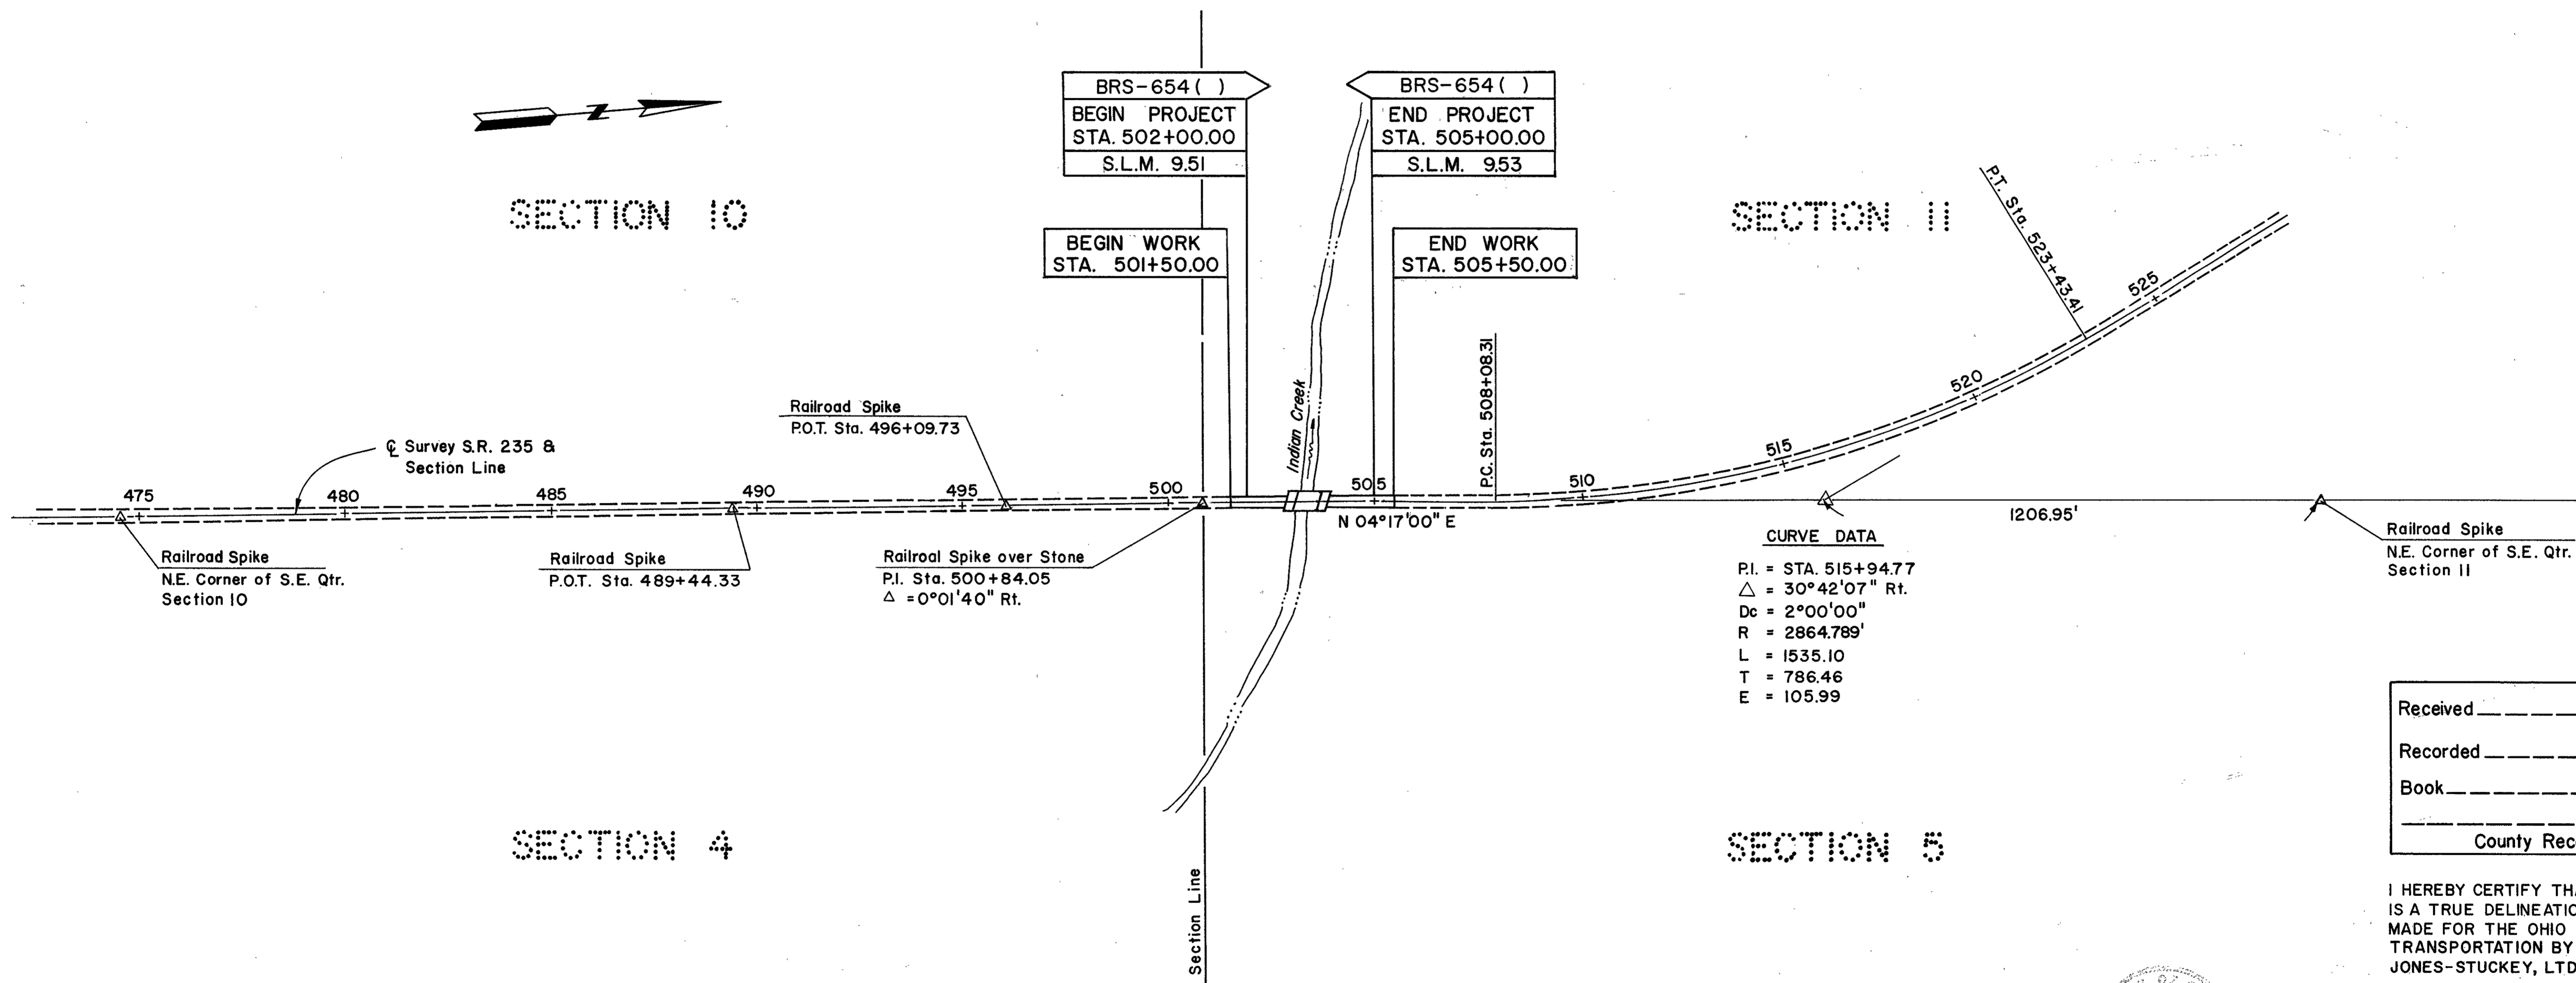 BRS-654 ( )
BEGIN PROJECT
STA. 502+00.00
S.L.M. 9.51
BRS-654 ( )
END PROJECT
STA. 505+00.00
S.L.M. 9.53
N
SECTION 10
SECTION 11
BEGIN WORK
STA. 501+50.00
END WORK
STA. 505+50.00
P.T. Sta. 523+43.41
525
520
515
510
P.C. Sta. 508+08.31
Indian Creek
Railroad Spike
P.O.T. Sta. 496+09.73
℄ Survey S.R. 235 &
Section Line
475
480
485
490
495
500
505
N 04°17'00" E
1206.95'
Railroad Spike
N.E. Corner of S.E. Qtr.
Section 10
Railroad Spike
P.O.T. Sta. 489+44.33
Railroal Spike over Stone
P.I. Sta. 500+84.05
△ =0°01'40" Rt.
CURVE DATA
P.I. = STA. 515+94.77
△ = 30°42'07" Rt.
Dc = 2°00'00"
R = 2864.789'
L = 1535.10
T = 786.46
E = 105.99
Railroad Spike
N.E. Corner of S.E. Qtr.
Section 11
SECTION 4
SECTION 5
Section Line
Received
Recorded
Book
County Rec
I HEREBY CERTIFY THA
IS A TRUE DELINEATIO
MADE FOR THE OHIO
TRANSPORTATION BY
JONES-STUCKEY, LTD